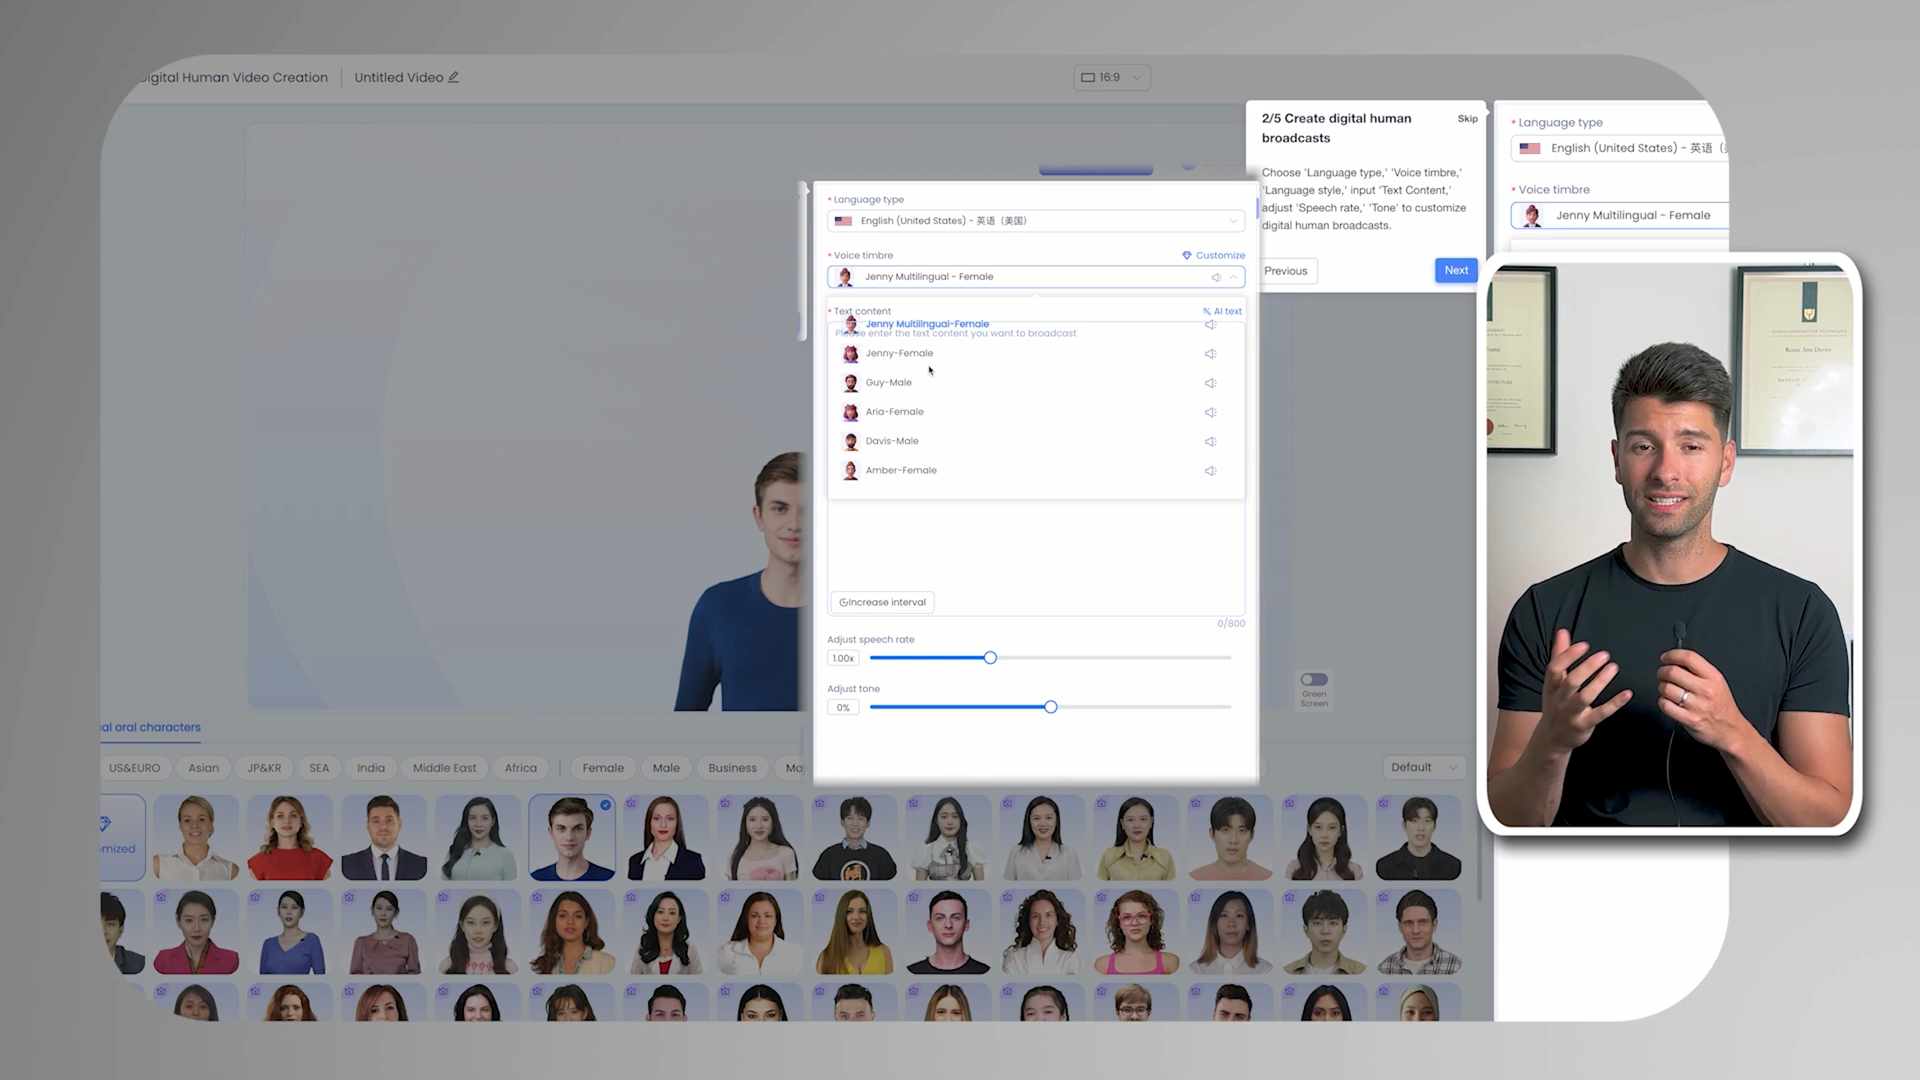 Digital Human Video Creation
Untitled Video
16:9
2/5 Create digital human
broadcasts
Skip
Choose 'Language type,' 'Voice timbre,'
'Language style,' input 'Text Content,'
adjust 'Speech rate,' 'Tone' to customize
digital human broadcasts.
Previous
Next
* Language type
English (United States) - 英语
* Voice timbre
Jenny Multilingual - Female
* Language type
English (United States) - 英语 (美国)
* Voice timbre
Customize
Jenny Multilingual - Female
* Text content
AI text
Jenny Multilingual-Female
Please enter the text content you want to broadcast
Jenny-Female
Guy-Male
Aria-Female
Davis-Male
Amber-Female
Increase interval
0/800
Adjust speech rate
1.00x
Adjust tone
0%
Green
Screen
al oral characters
US&EURO
Asian
JP&KR
SEA
India
Middle East
Africa
Female
Male
Business
Ma
Default
mized